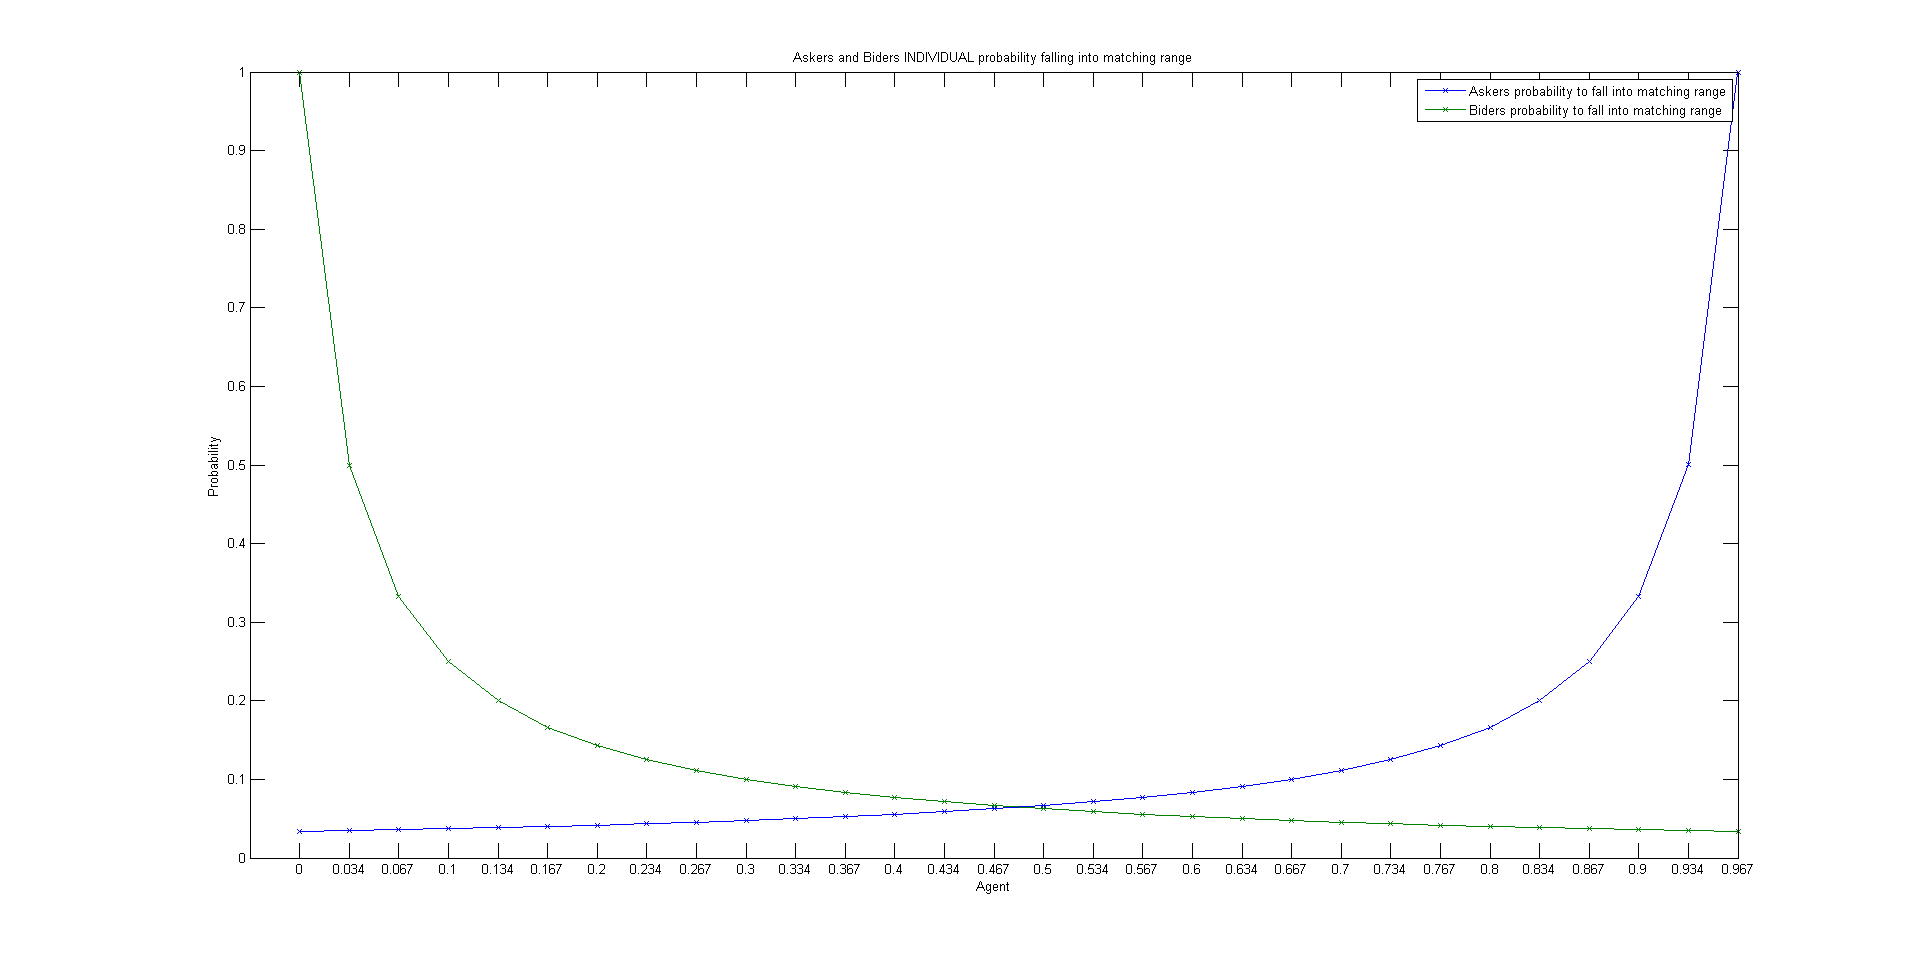 Askers and Biders INDIVIDUAL probability falling into matching range
Askers probability to fall into matching range
Biders probability to fall into matching range
1
0.9
0.8
0.7
0.6
0.5
0.4
0.3
0.2
0.1
0
Probability
0 0.034 0.067 0.1 0.134 0.167 0.2 0.234 0.267 0.3 0.334 0.367 0.4 0.434 0.467 0.5 0.534 0.567 0.6 0.634 0.667 0.7 0.734 0.767 0.8 0.834 0.867 0.9 0.934 0.967
Agent